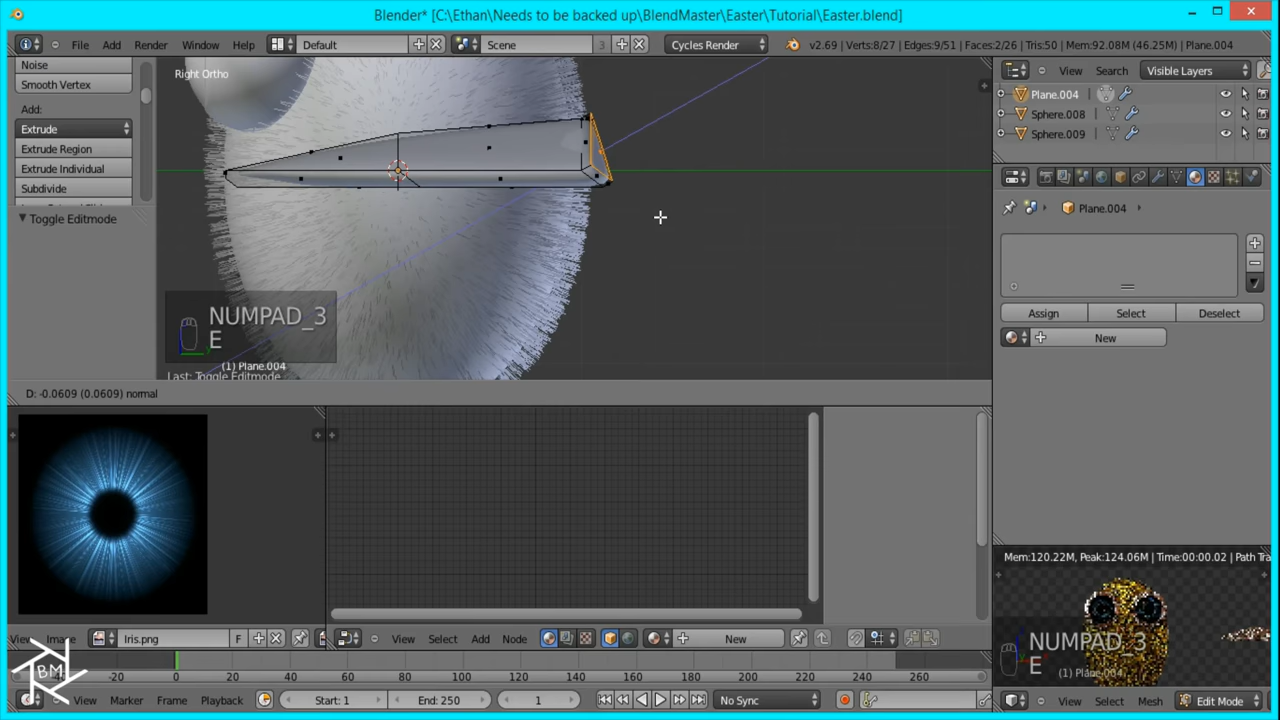 Blender* [C:\Ethan\Needs to be backed up\BlendMaster\Easter\Tutorial\Easter.blend]
File Add Render Window Help Default Scene 3 Cycles Render v2.69 | Verts:8/27 | Edges:9/51 | Faces:2/26 | Tris:50 | Mem:92.08M (46.25M) | Plane.004
Noise
Smooth Vertex
Add:
Extrude
Extrude Region
Extrude Individual
Subdivide
Toggle Editmode
Right Ortho
NUMPAD_3
E
(1) Plane.004
Last: Toggle Editmode
D: -0.0609 (0.0609) normal
View Search Visible Layers
Plane.004
Sphere.008
Sphere.009
Plane.004
Assign Select Deselect
New
Mem:120.22M, Peak:124.06M | Time:00:00.02 | Path Tra
NUMPAD_3
E
(1) Plane.004
View Image Iris.png F
View Select Add Node New
-20 0 20 40 60 80 100 120 140 160 180 200 220 240 260
BM
View Marker Frame Playback Start: 1 End: 250 1 No Sync
View Select Mesh Edit Mode